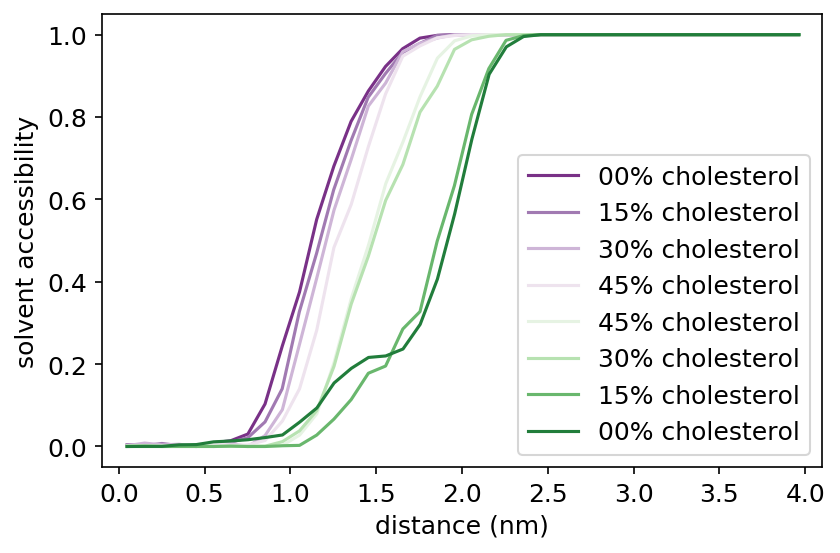 1.0
0.8
0.6
0.4
0.2
0.0
solvent accessibility
00% cholesterol
15% cholesterol
30% cholesterol
45% cholesterol
45% cholesterol
30% cholesterol
15% cholesterol
00% cholesterol
0.0 0.5 1.0 1.5 2.0 2.5 3.0 3.5 4.0
distance (nm)